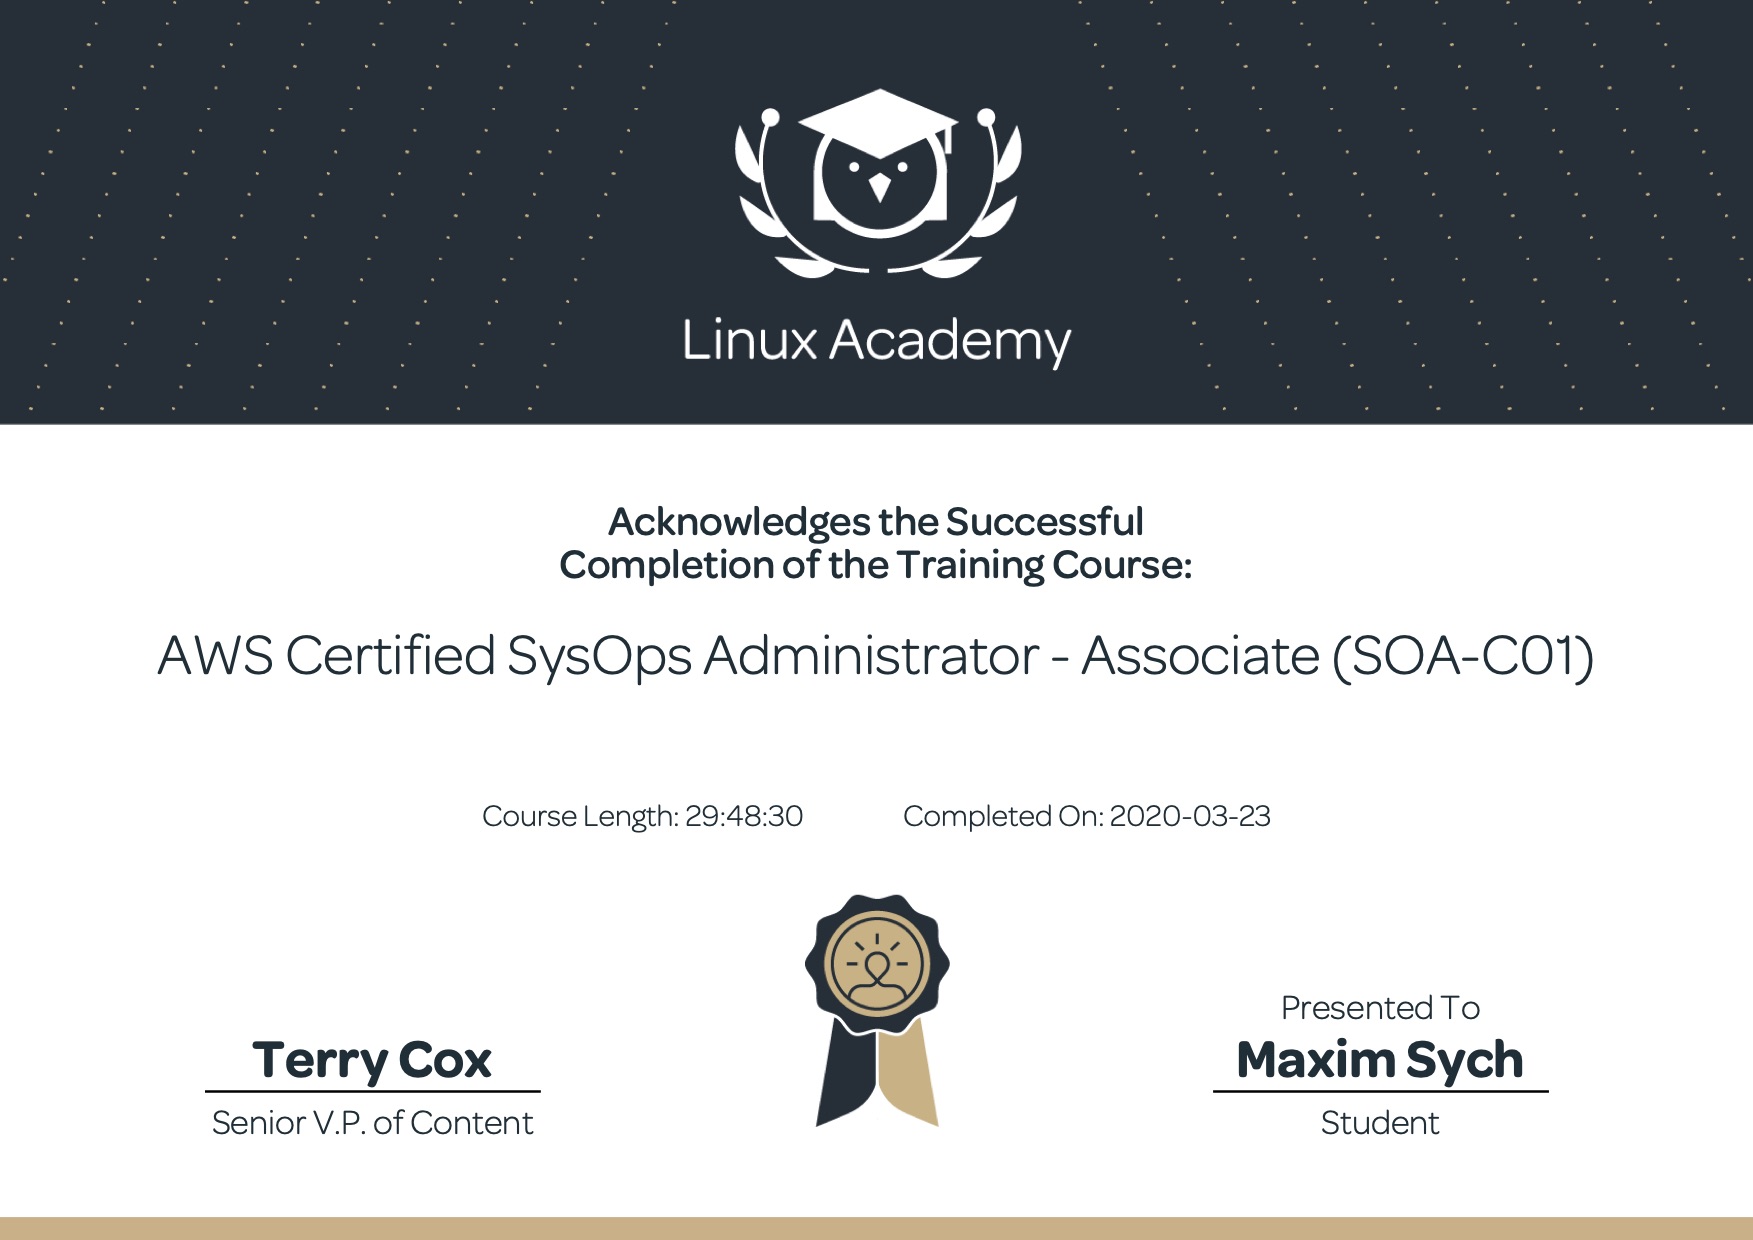 Linux Academy
Acknowledges the Successful
Completion of the Training Course:
AWS Certified SysOps Administrator - Associate (SOA-C01)
Course Length: 29:48:30
Completed On: 2020-03-23
Terry Cox
Senior V.P. of Content
Presented To
Maxim Sych
Student